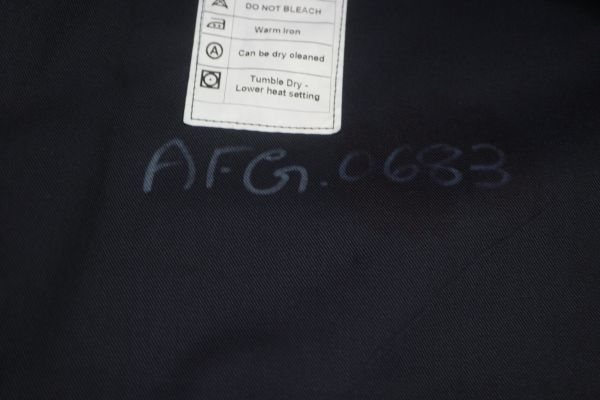 DO NOT BLEACH
Warm Iron
A
Can be dry cleaned
Tumble Dry -
Lower heat setting
AFG.0683